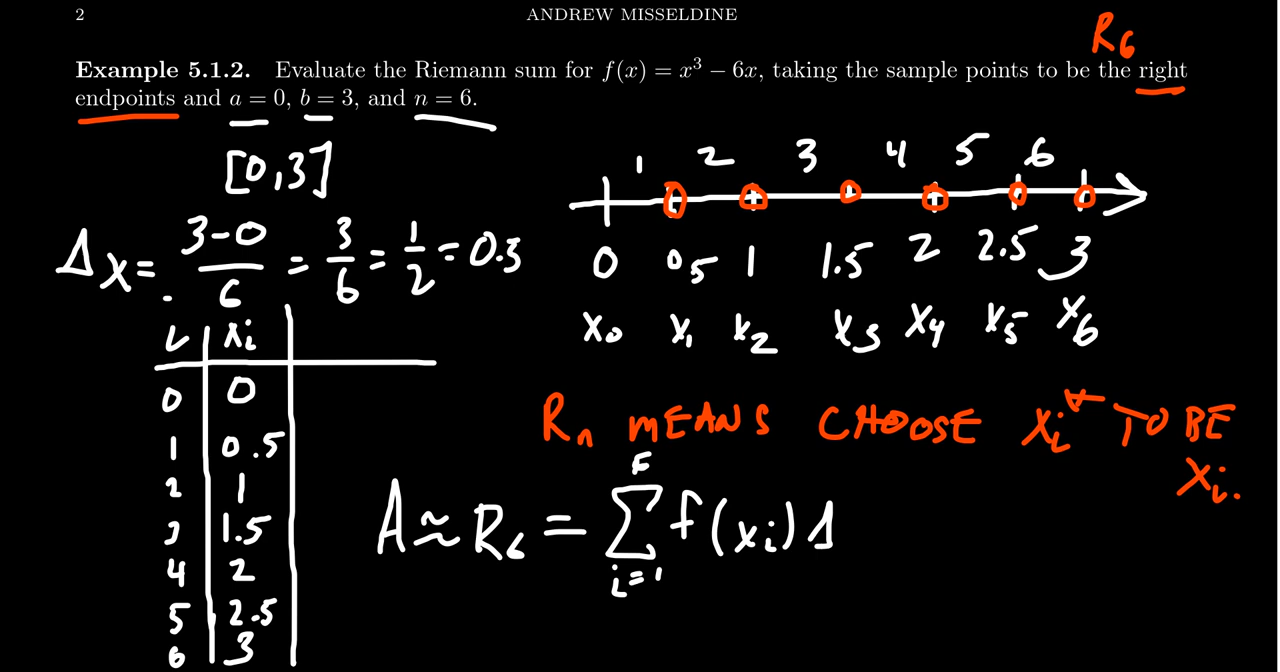 2 ANDREW MISSELDINE
R₆
Example 5.1.2. Evaluate the Riemann sum for f(x) = x³ − 6x, taking the sample points to be the right
endpoints and a = 0, b = 3, and n = 6.
[0,3]
1 2 3 4 5 6
0 0.5 1 1.5 2 2.5 3
x₀ x₁ x₂ x₃ x₄ x₅ x₆
Δx = (3-0)/6 = 3/6 = 1/2 = 0.5
i xᵢ
0 0
1 0.5
2 1
3 1.5
4 2
5 2.5
6 3
Rₙ MEANS CHOOSE xᵢ* TO BE
xᵢ.
A ≈ R₆ = Σ i=1 f(xᵢ) Δ